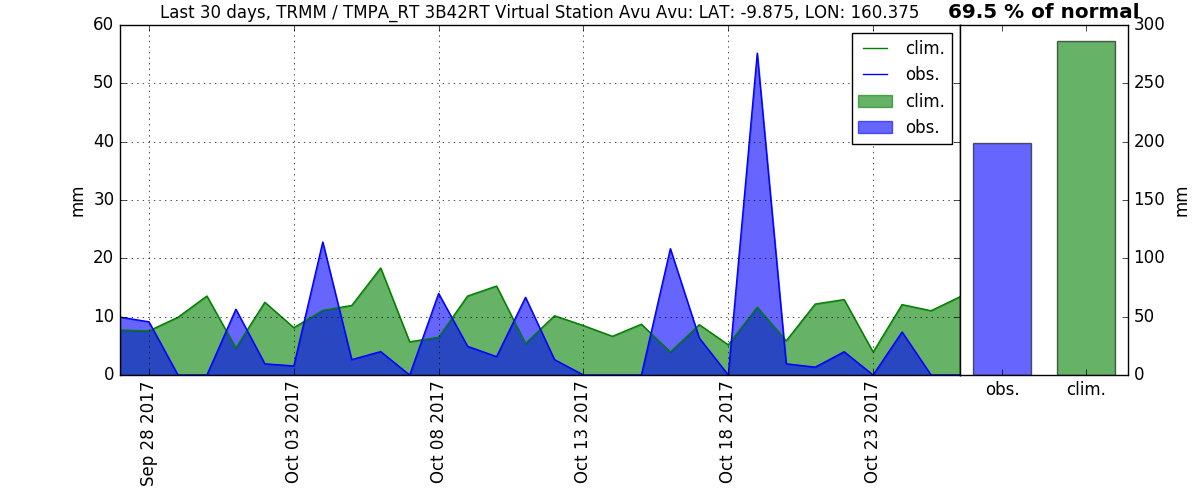 Last 30 days, TRMM / TMPA_RT 3B42RT Virtual Station Avu Avu: LAT: -9.875, LON: 160.375
69.5 % of normal
60
50
40
30
20
10
0
mm
clim.
obs.
clim.
obs.
Sep 28 2017
Oct 03 2017
Oct 08 2017
Oct 13 2017
Oct 18 2017
Oct 23 2017
300
250
200
150
100
50
0
mm
obs.
clim.